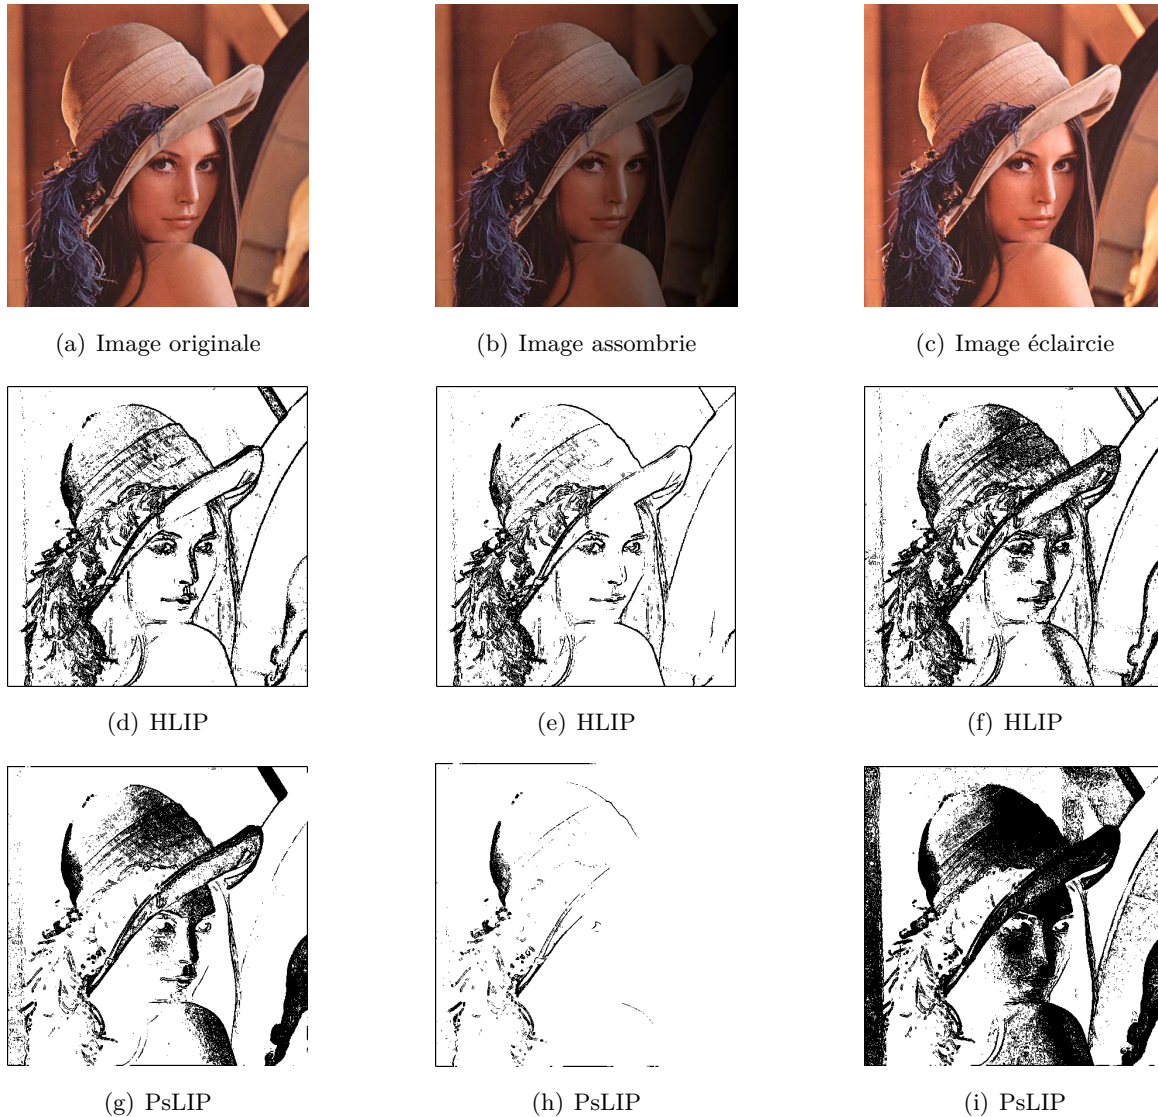 (a) Image originale
(b) Image assombrie
(c) Image éclaircie
(d) HLIP
(e) HLIP
(f) HLIP
(g) PsLIP
(h) PsLIP
(i) PsLIP